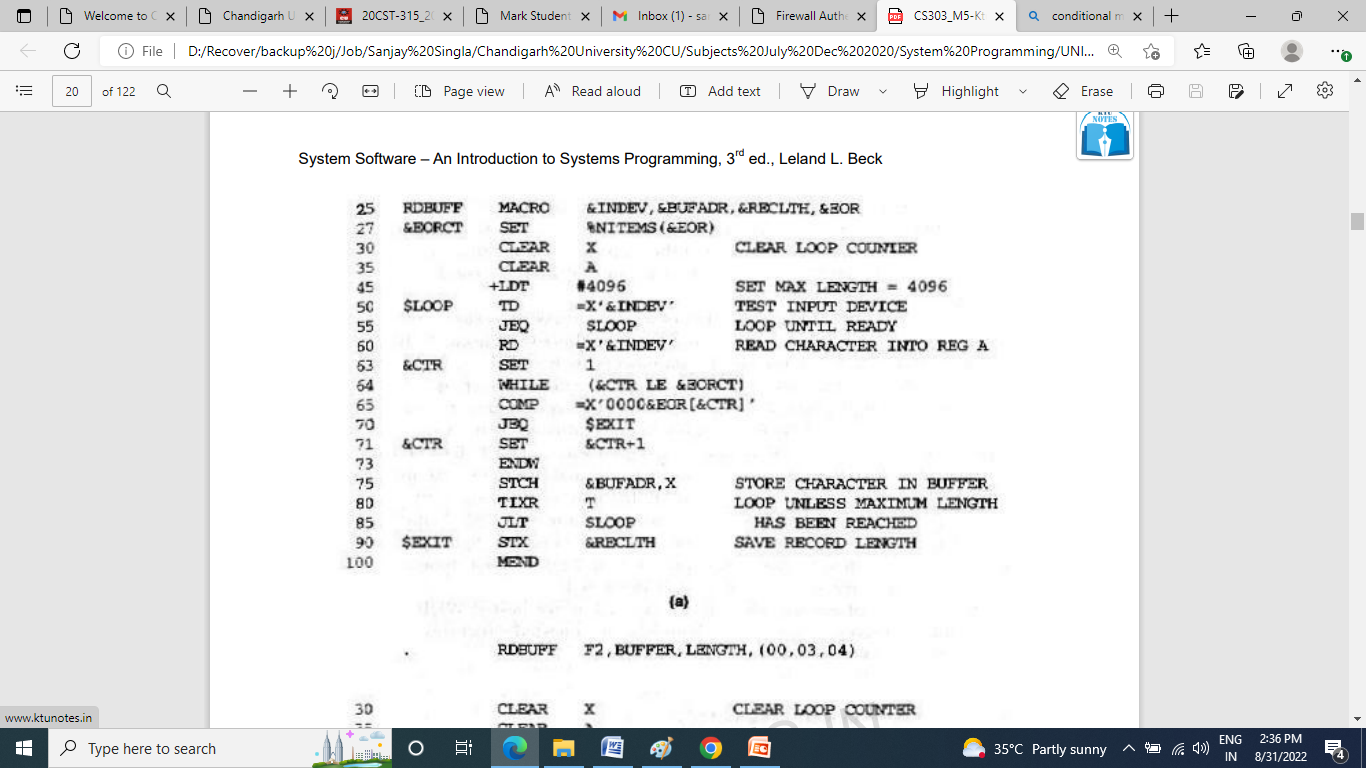 Welcome to C
Chandigarh U
20CST-315_20
Mark Student
Inbox (1) - sa
Firewall Authe
CS303_M5-Kt
conditional m
File D:/Recover/backup%20j/Job/Sanjay%20Singla/Chandigarh%20University%20CU/Subjects%20July%20Dec%202020/System%20Programming/UNI...
20 of 122 Page view Read aloud Add text Draw Highlight Erase
KTU
NOTES
System Software – An Introduction to Systems Programming, 3rd ed., Leland L. Beck
25 RDBUFF MACRO &INDEV,&BUFADR,&RECLTH,&EOR
27 &EORCT SET %NITEMS(&EOR)
30 CLEAR X CLEAR LOOP COUNTER
35 CLEAR A
45 +LDT #4096 SET MAX LENGTH = 4096
50 $LOOP TD =X'&INDEV' TEST INPUT DEVICE
55 JEQ $LOOP LOOP UNTIL READY
60 RD =X'&INDEV' READ CHARACTER INTO REG A
63 &CTR SET 1
64 WHILE (&CTR LE &EORCT)
65 COMP =X'0000&EOR[&CTR]'
70 JEQ $EXIT
71 &CTR SET &CTR+1
73 ENDW
75 STCH &BUFADR,X STORE CHARACTER IN BUFFER
80 TIXR T LOOP UNLESS MAXIMUM LENGTH
85 JLT $LOOP HAS BEEN REACHED
90 $EXIT STX &RECLTH SAVE RECORD LENGTH
100 MEND
(a)
. RDBUFF F2,BUFFER,LENGTH,(00,03,04)
30 CLEAR X CLEAR LOOP COUNTER
35 CLEAR A
www.ktunotes.in
Type here to search
35°C Partly sunny
ENG
IN
2:36 PM
8/31/2022
4